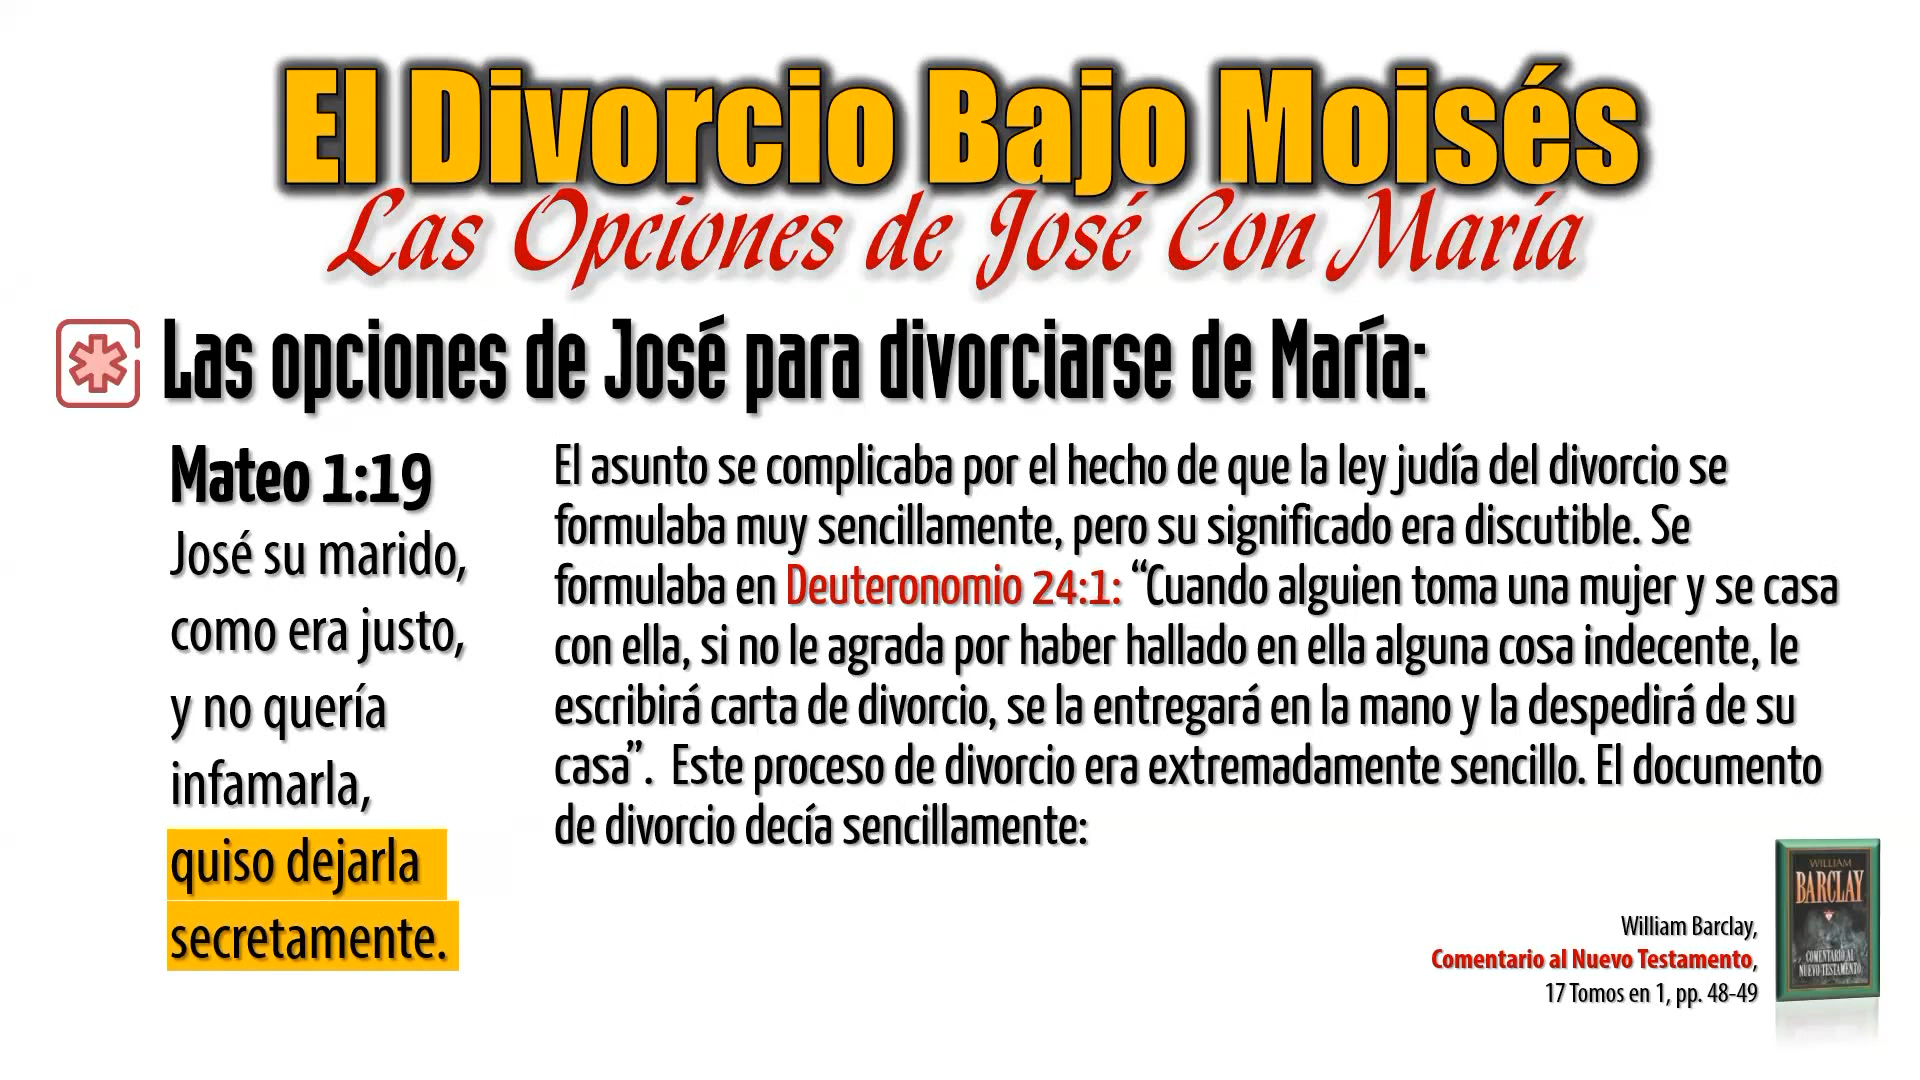 El Divorcio Bajo Moisés
Las Opciones de José Con María
Las opciones de José para divorciarse de María:
Mateo 1:19
José su marido,
como era justo,
y no quería
infamarla,
quiso dejarla
secretamente.
El asunto se complicaba por el hecho de que la ley judía del divorcio se
formulaba muy sencillamente, pero su significado era discutible. Se
formulaba en Deuteronomio 24:1: “Cuando alguien toma una mujer y se casa
con ella, si no le agrada por haber hallado en ella alguna cosa indecente, le
escribirá carta de divorcio, se la entregará en la mano y la despedirá de su
casa”. Este proceso de divorcio era extremadamente sencillo. El documento
de divorcio decía sencillamente:
William Barclay,
Comentario al Nuevo Testamento,
17 Tomos en 1, pp. 48-49
WILLIAM
BARCLAY
COMENTARIO AL
NUEVO TESTAMENTO